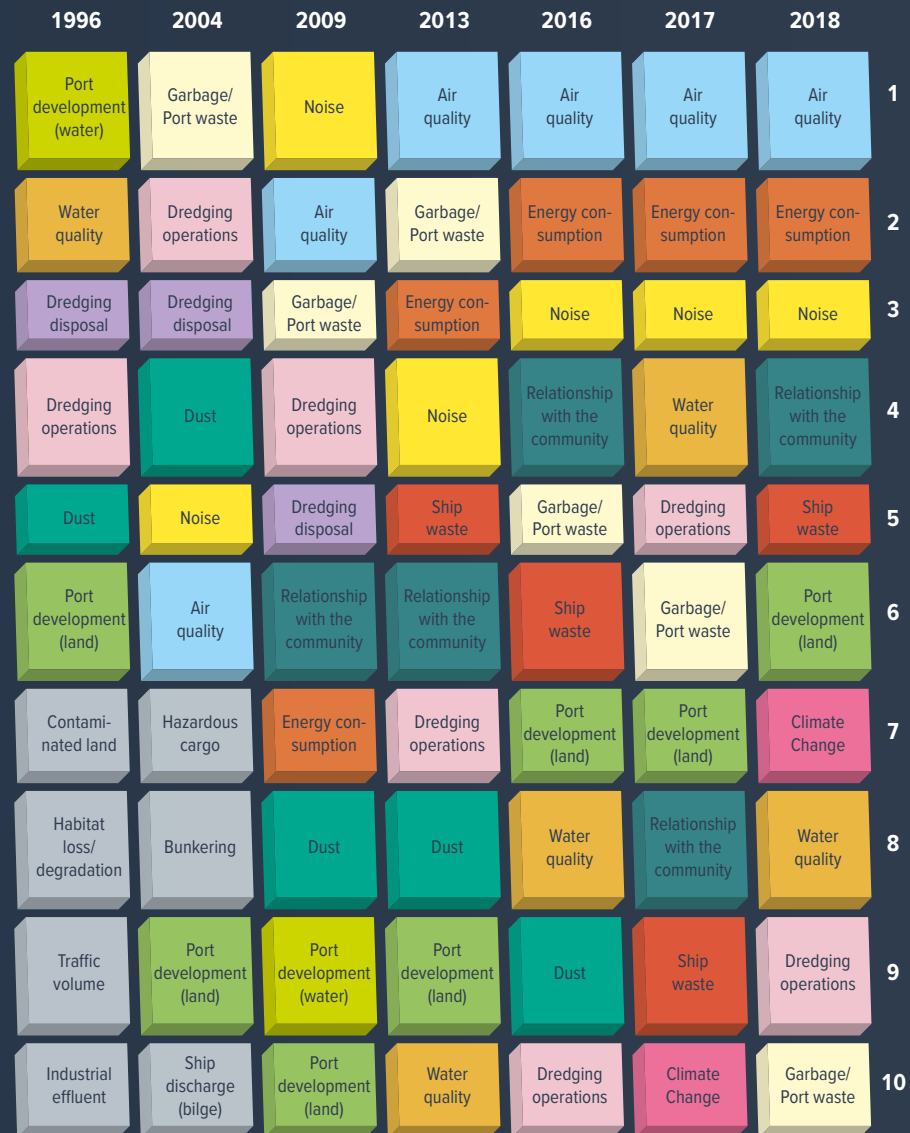 1996 2004 2009 2013 2016 2017 2018
Port
development
(water)
Garbage/
Port waste
Noise
Air
quality
Air
quality
Air
quality
Air
quality
1
Water
quality
Dredging
operations
Air
quality
Garbage/
Port waste
Energy con-
sumption
Energy con-
sumption
Energy con-
sumption
2
Dredging
disposal
Dredging
disposal
Garbage/
Port waste
Energy con-
sumption
Noise
Noise
Noise
3
Dredging
operations
Dust
Dredging
operations
Noise
Relationship
with the
community
Water
quality
Relationship
with the
community
4
Dust
Noise
Dredging
disposal
Ship
waste
Garbage/
Port waste
Dredging
operations
Ship
waste
5
Port
development
(land)
Air
quality
Relationship
with the
community
Relationship
with the
community
Ship
waste
Garbage/
Port waste
Port
development
(land)
6
Contami-
nated land
Hazardous
cargo
Energy con-
sumption
Dredging
operations
Port
development
(land)
Port
development
(land)
Climate
Change
7
Habitat
loss/
degradation
Bunkering
Dust
Dust
Water
quality
Relationship
with the
community
Water
quality
8
Traffic
volume
Port
development
(land)
Port
development
(water)
Port
development
(land)
Dust
Ship
waste
Dredging
operations
9
Industrial
effluent
Ship
discharge
(bilge)
Port
development
(land)
Water
quality
Dredging
operations
Climate
Change
Garbage/
Port waste
10